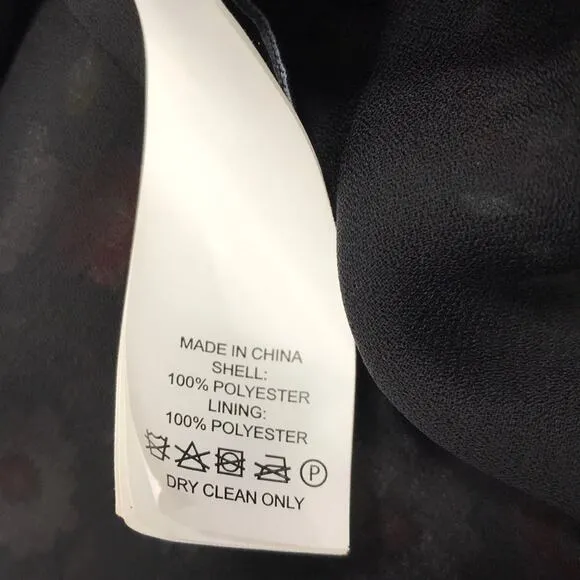 MADE IN CHINA
SHELL:
100% POLYESTER
LINING:
100% POLYESTER
P
DRY CLEAN ONLY